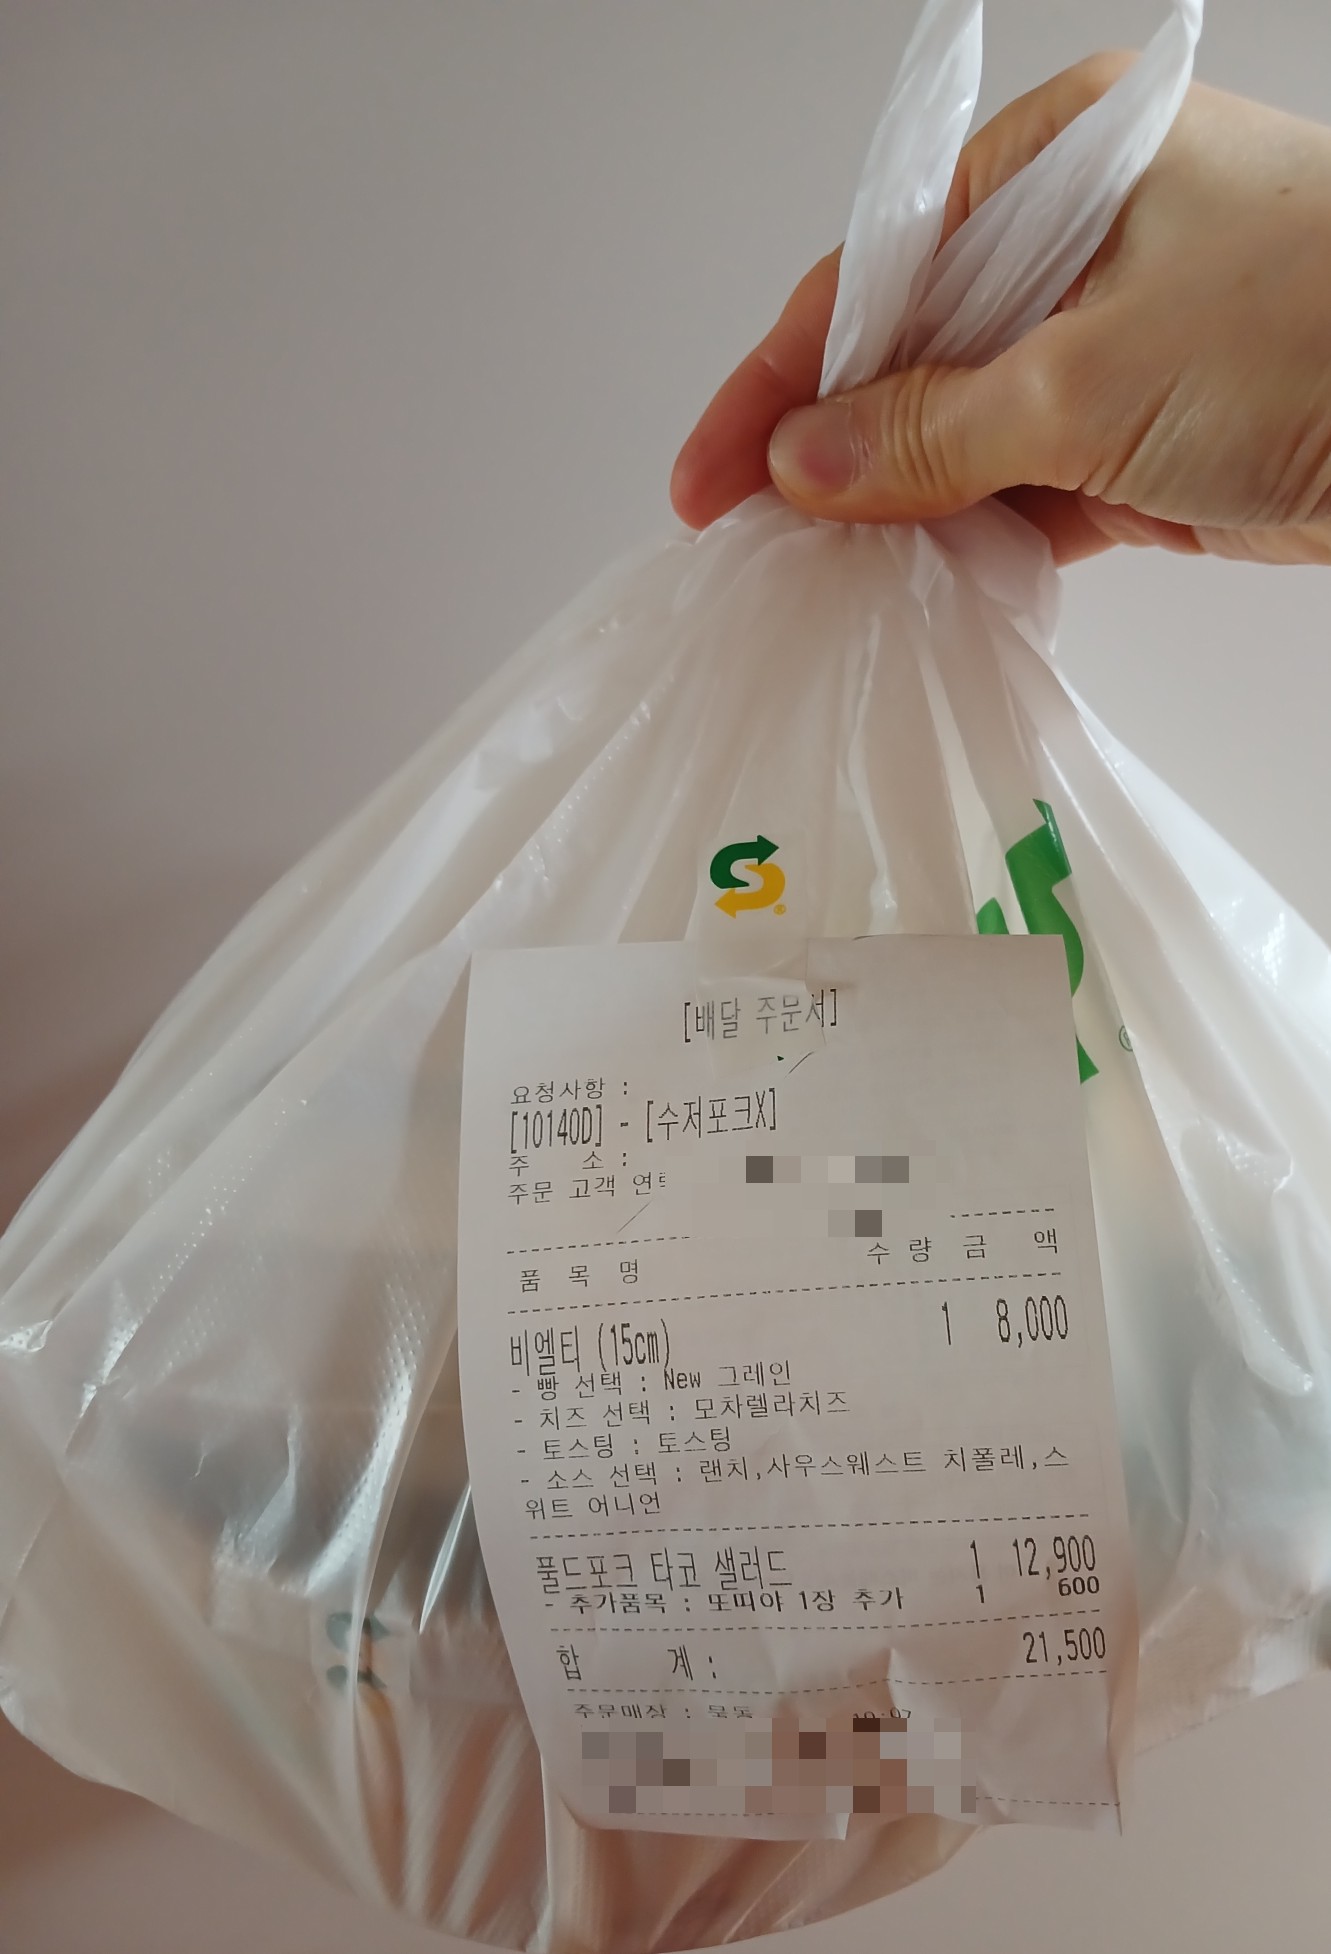 [배달 주문서]
요청사항 :
[10140D] - [수저포크X]
주 소 :
주문 고객 연
품 목 명 수 량 금 액
비엘티 (15cm) 1 8,000
- 빵 선택 : New 그레인
- 치즈 선택 : 모차렐라치즈
- 토스팅 : 토스팅
- 소스 선택 : 랜치,사우스웨스트 치폴레,스
위트 어니언
풀드포크 타코 샐러드 1 12,900
- 추가품목 : 또띠야 1장 추가 1 600
합 계 : 21,500
주문매장 :